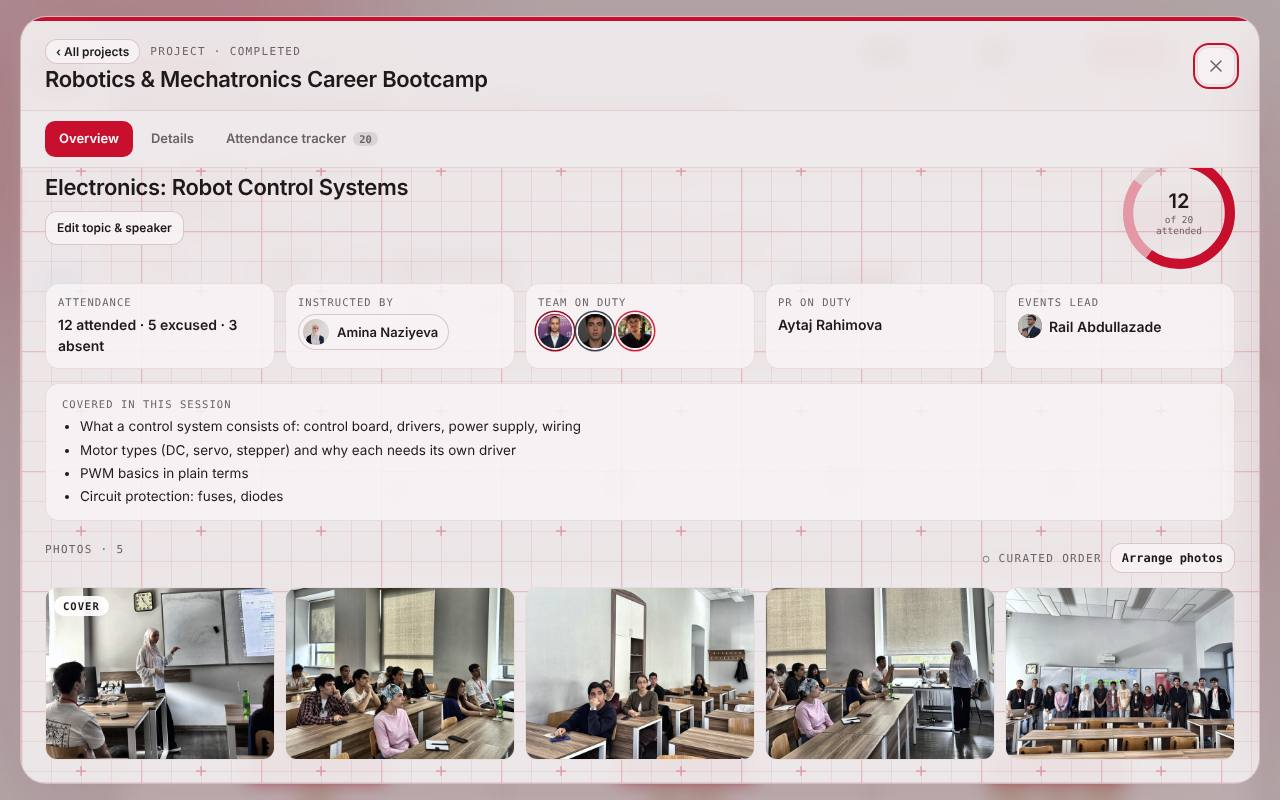 ‹ All projects
PROJECT · COMPLETED
Robotics & Mechatronics Career Bootcamp
Overview
Details
Attendance tracker 20
Electronics: Robot Control Systems
Edit topic & speaker
12
of 20
attended
ATTENDANCE
12 attended · 5 excused · 3
absent
INSTRUCTED BY
Amina Naziyeva
TEAM ON DUTY
PR ON DUTY
Aytaj Rahimova
EVENTS LEAD
Rail Abdullazade
COVERED IN THIS SESSION
• What a control system consists of: control board, drivers, power supply, wiring
• Motor types (DC, servo, stepper) and why each needs its own driver
• PWM basics in plain terms
• Circuit protection: fuses, diodes
PHOTOS · 5
○ CURATED ORDER
Arrange photos
COVER